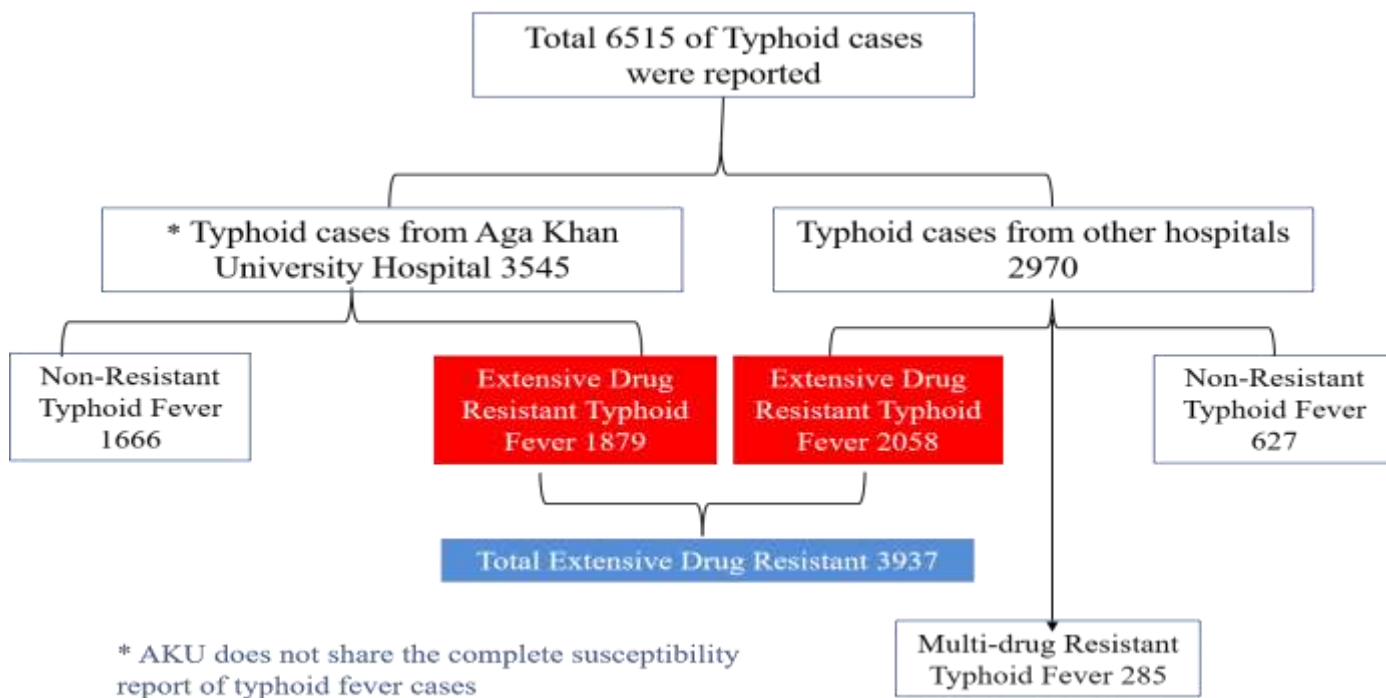 Total 6515 of Typhoid cases
were reported
* Typhoid cases from Aga Khan
University Hospital 3545
Typhoid cases from other hospitals
2970
Non-Resistant
Typhoid Fever
1666
Extensive Drug
Resistant Typhoid
Fever 1879
Extensive Drug
Resistant Typhoid
Fever 2058
Non-Resistant
Typhoid Fever
627
Total Extensive Drug Resistant 3937
Multi-drug Resistant
Typhoid Fever 285
* AKU does not share the complete susceptibility
report of typhoid fever cases